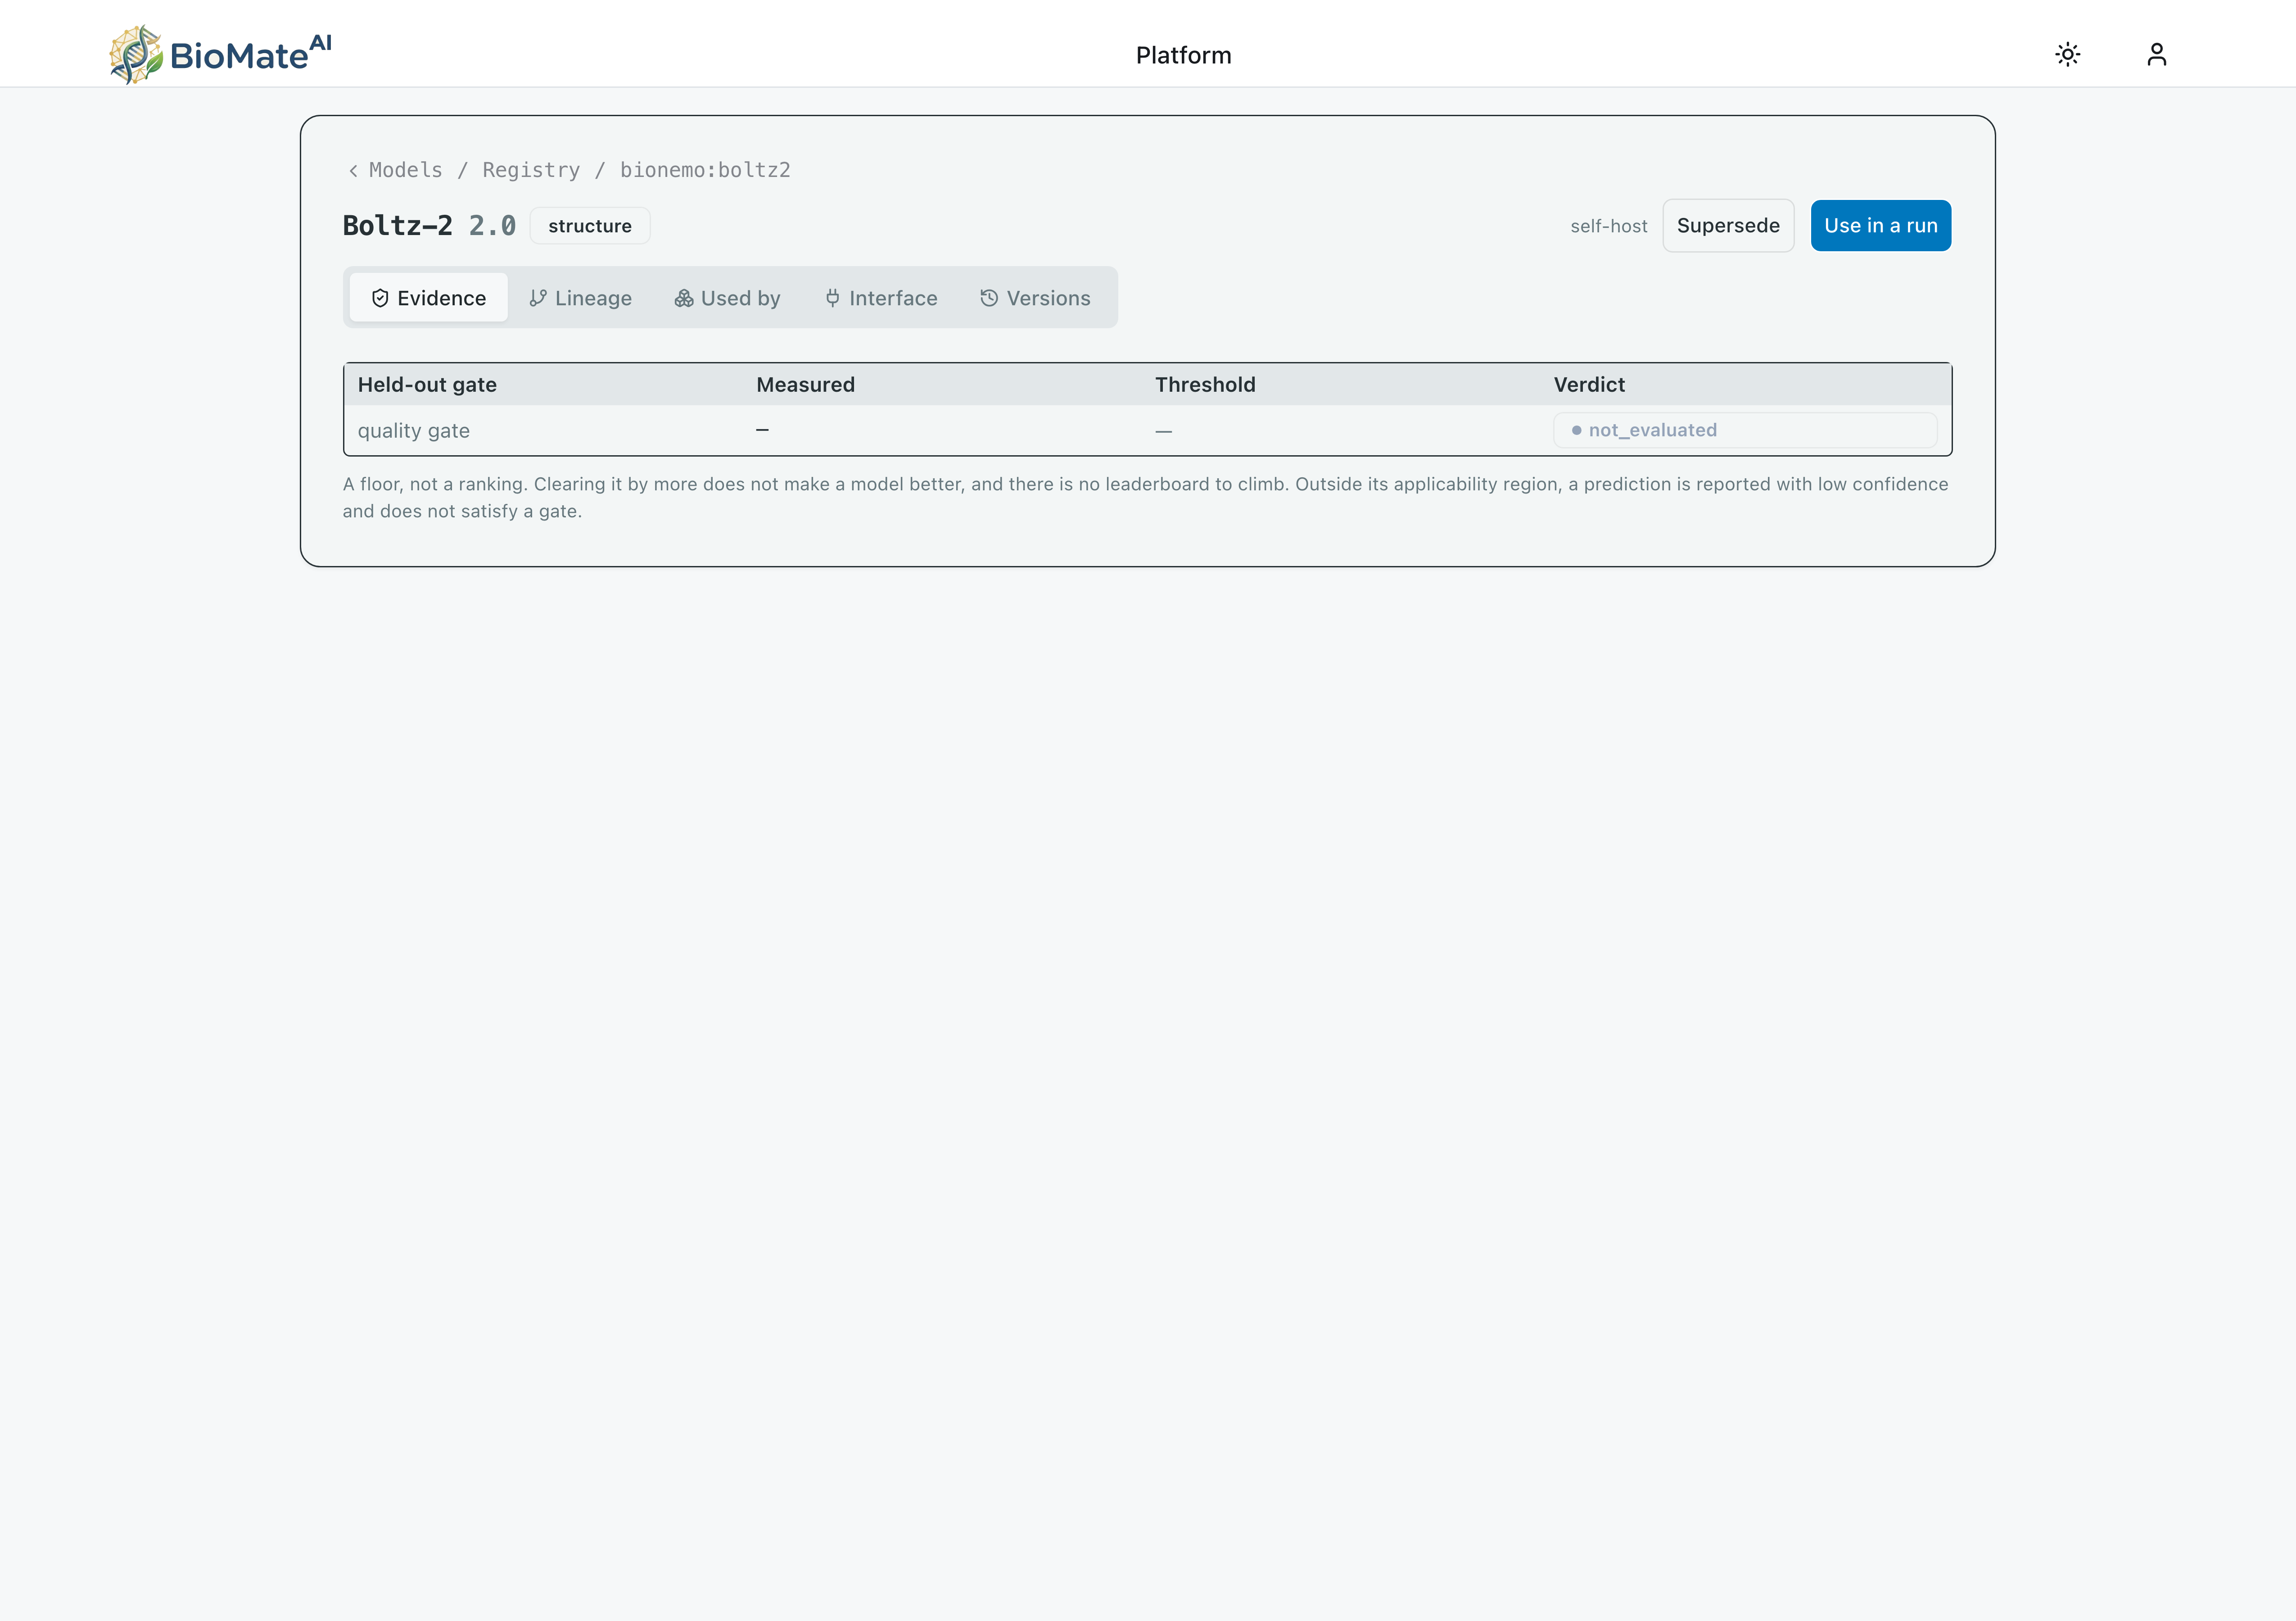 BioMate AI
Platform
Models / Registry / bionemo:boltz2
Boltz-2 2.0 structure
self-host Supersede Use in a run
Evidence Lineage Used by Interface Versions
Held-out gate Measured Threshold Verdict
quality gate — — not_evaluated
A floor, not a ranking. Clearing it by more does not make a model better, and there is no leaderboard to climb. Outside its applicability region, a prediction is reported with low confidence
and does not satisfy a gate.